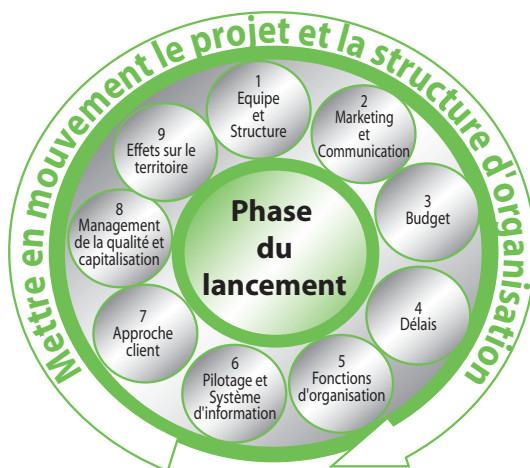 Mettre en mouvement le projet et la structure d'organisation
1
Equipe
et
Structure
2
Marketing
et
Communication
3
Budget
4
Délais
5
Fonctions
d'organisation
6
Pilotage et
Système
d'information
7
Approche
client
8
Management
de la qualité et
capitalisation
9
Effets sur le
territoire
Phase
du
lancement